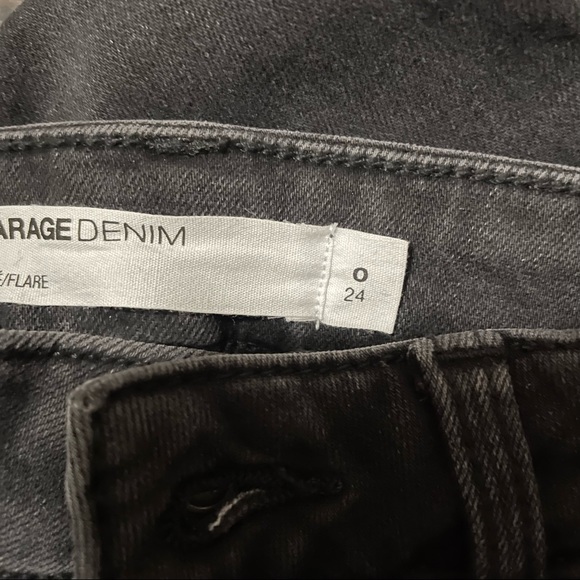 ARAGE DENIM
É/FLARE
0
24